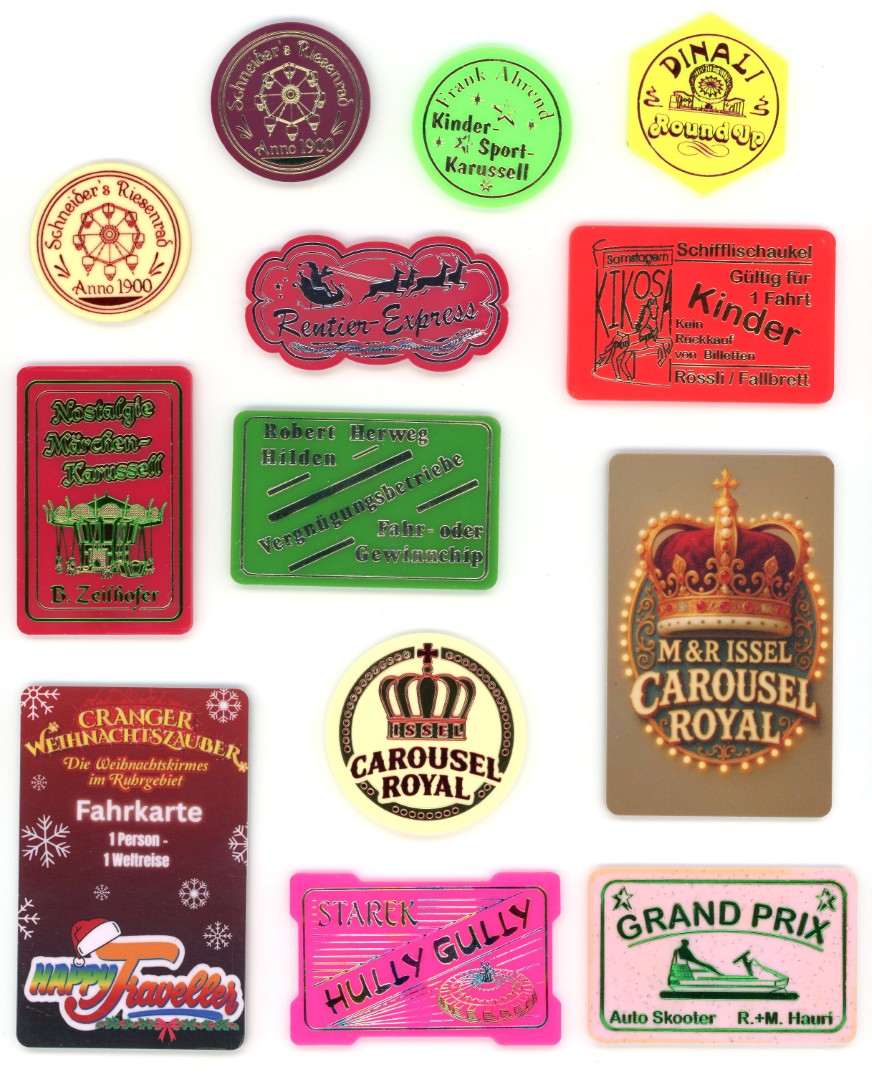 Schneider's Riesenrad
Anno 1900
Frank Ahrend
Kinder-
Sport-
Karussell
DINALI
Round Up
Schneider's Riesenrad
Anno 1900
Rentier-Express
Samstagern
KIKOSA
Schifflischaukel
Gültig für
1 Fahrt
Kinder
Kein
Rückkauf
von Billetten
Rössli / Fallbrett
Nostalgie
Märchen-
Karussell
B. Zeilhofer
Robert Herweg
Hilden
Vergnügungsbetriebe
Fahr- oder
Gewinnchip
M & R ISSEL
CAROUSEL
ROYAL
ISSEL
CAROUSEL
ROYAL
CRANGER
WEIHNACHTSZAUBER
Die Weihnachtskirmes
im Ruhrgebiet
Fahrkarte
1 Person -
1 Weltreise
HAPPY Traveller
STAREK
HULLY GULLY
GRAND PRIX
Auto Skooter R.+M. Hauri